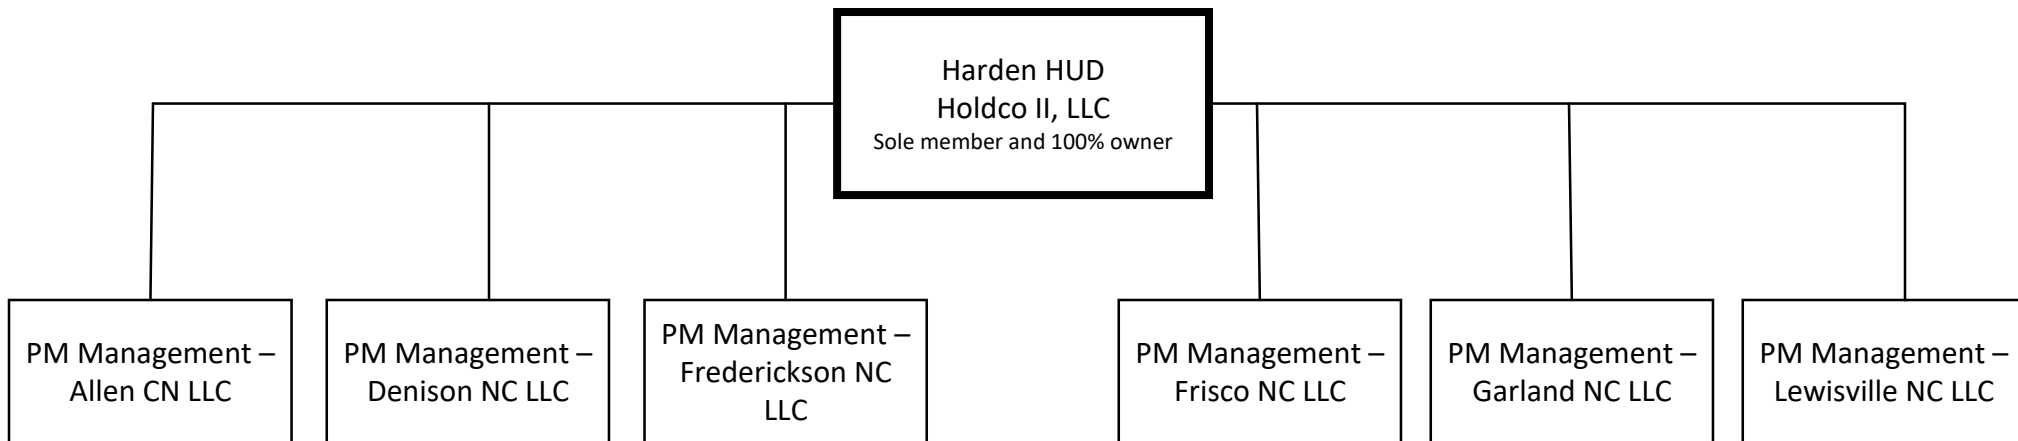 Harden HUD
Holdco II, LLC
Sole member and 100% owner
PM Management –
Allen CN LLC
PM Management –
Denison NC LLC
PM Management –
Frederickson NC
LLC
PM Management –
Frisco NC LLC
PM Management –
Garland NC LLC
PM Management –
Lewisville NC LLC